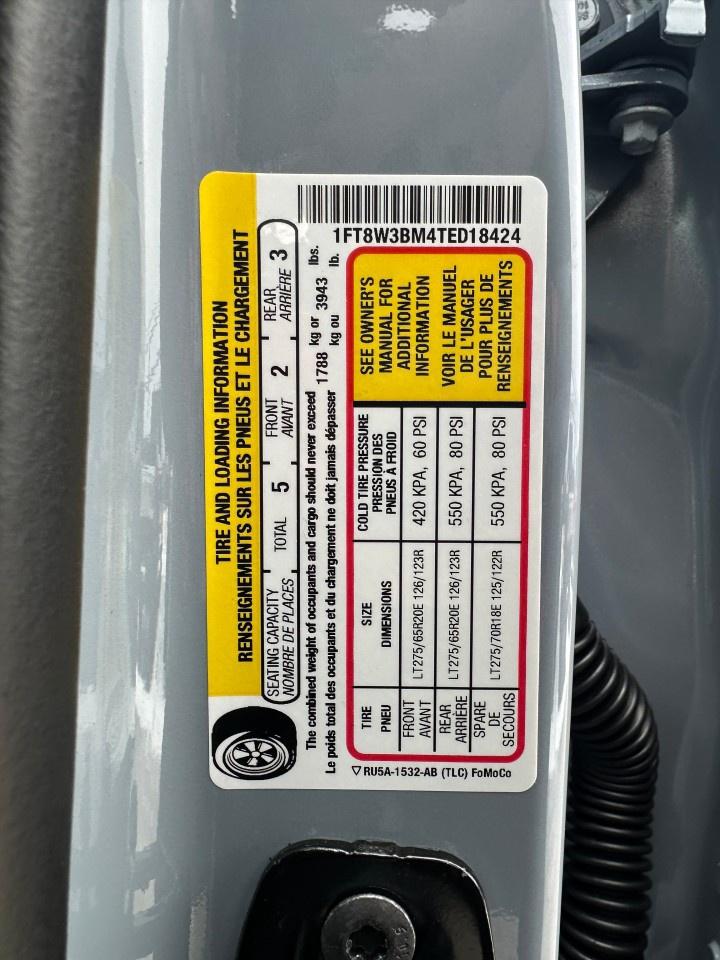 1FT8W3BM4TED18424
TIRE AND LOADING INFORMATION
RENSEIGNEMENTS SUR LES PNEUS ET LE CHARGEMENT
SEATING CAPACITY
NOMBRE DE PLACES
TOTAL 5
FRONT
AVANT 2
REAR
ARRIÈRE 3
The combined weight of occupants and cargo should never exceed 1788 kg or 3943 lbs.
Le poids total des occupants et du chargement ne doit jamais dépasser 1788 kg ou 3943 lb.
TIRE
PNEU
SIZE
DIMENSIONS
COLD TIRE PRESSURE
PRESSION DES
PNEUS À FROID
FRONT
AVANT
LT275/65R20E 126/123R
420 KPA, 60 PSI
REAR
ARRIÈRE
LT275/65R20E 126/123R
550 KPA, 80 PSI
SPARE
DE
SECOURS
LT275/70R18E 125/122R
550 KPA, 80 PSI
SEE OWNER'S
MANUAL FOR
ADDITIONAL
INFORMATION
VOIR LE MANUEL
DE L'USAGER
POUR PLUS DE
RENSEIGNEMENTS
RU5A-1532-AB (TLC) FoMoCo